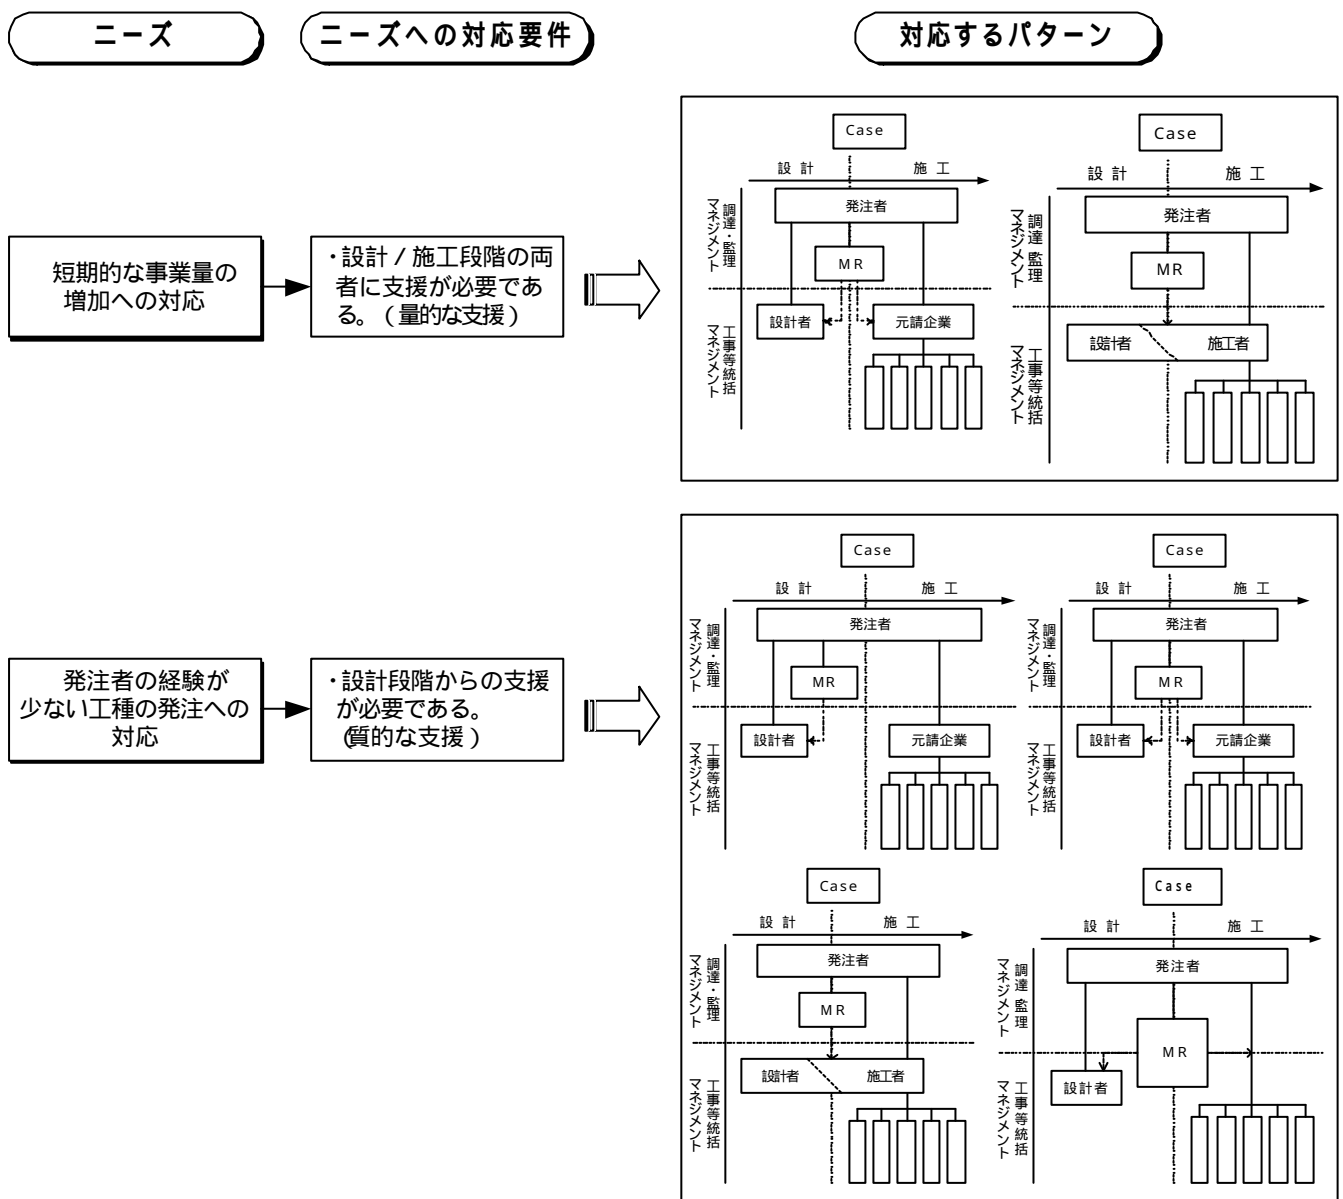 ニーズ
ニーズへの対応要件
対応するパターン
短期的な事業量の
増加への対応
・設計/施工段階の両
者に支援が必要であ
る。(量的な支援)
Case
設計
施工
調達・監理
マネジメント
工事等統括
マネジメント
発注者
MR
設計者
元請企業
Case
設計
施工
調達 監理
マネジメント
工事等統括
マネジメント
発注者
MR
設計者
施工者
発注者の経験が
少ない工種の発注への
対応
・設計段階からの支援
が必要である。
(質的な支援)
Case
設計
施工
調達・監理
マネジメント
工事等統括
マネジメント
発注者
MR
設計者
元請企業
Case
設計
施工
調達・監理
マネジメント
工事等統括
マネジメント
発注者
MR
設計者
元請企業
Case
設計
施工
調達・監理
マネジメント
工事等統括
マネジメント
発注者
MR
設計者
施工者
Case
設計
施工
調達 監理
マネジメント
工事等統括
マネジメント
発注者
MR
設計者